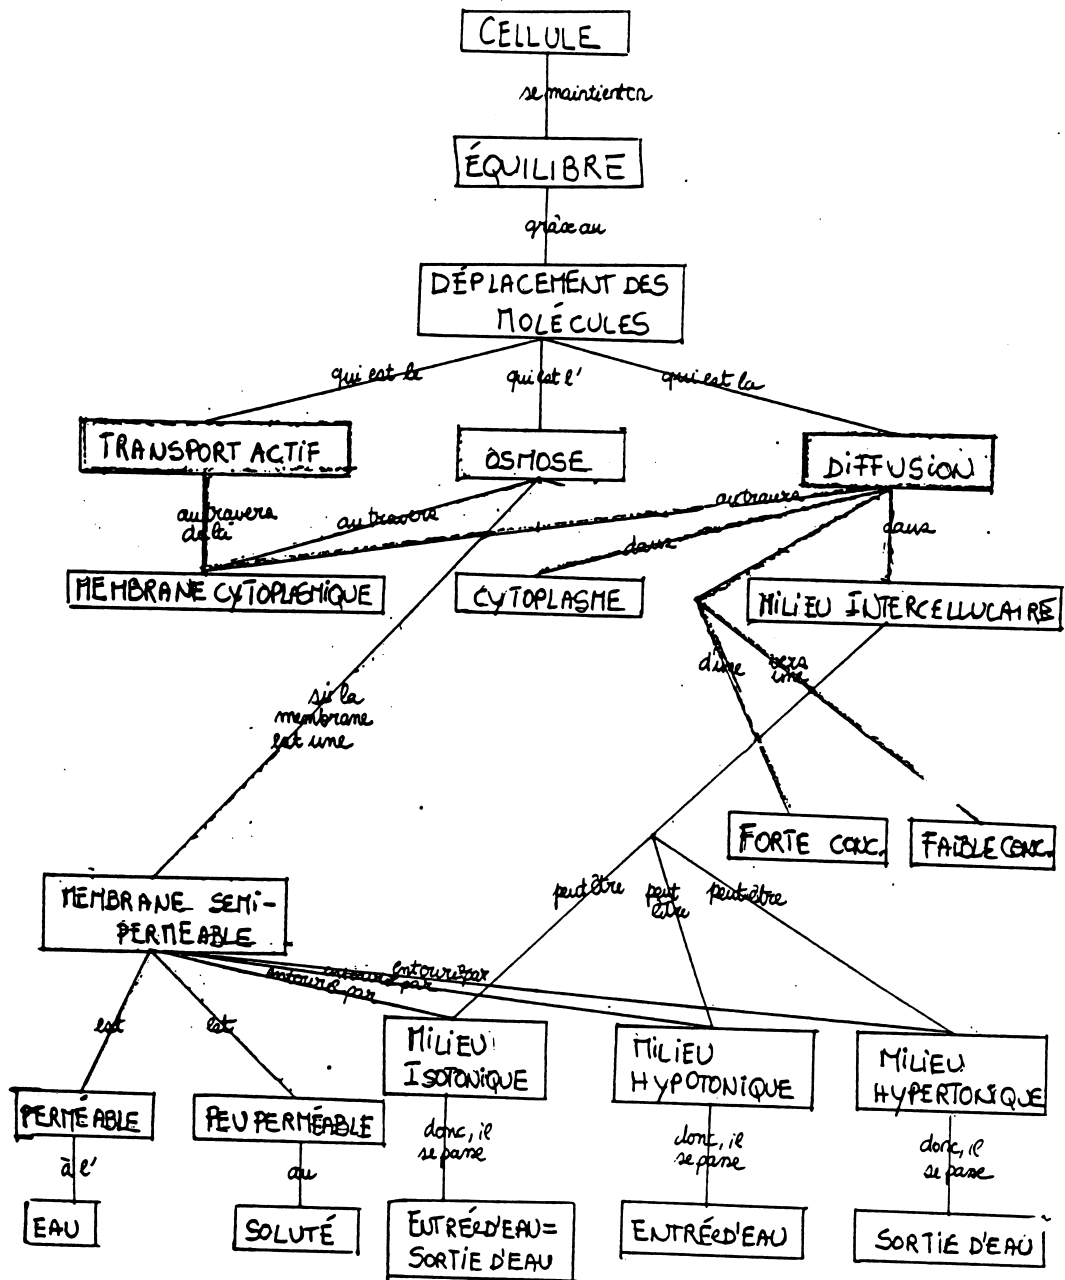 CELLULE
se maintient en
ÉQUILIBRE
grâce au
DÉPLACEMENT DES
MOLÉCULES
qui est le
qui est l'
qui est la
TRANSPORT ACTIF
OSMOSE
DIFFUSION
au travers
de la
au travers
au travers
dans
dans
MEMBRANE CYTOPLASMIQUE
CYTOPLASME
MILIEU INTERCELLULAIRE
d'une
vers
une
si la
membrane
est une
FORTE CONC.
FAIBLE CONC.
MEMBRANE SEMI-
PERMÉABLE
peut être
peut
être
peut être
entouré par
entouré par
entouré par
est
est
MILIEU
ISOTONIQUE
MILIEU
HYPOTONIQUE
MILIEU
HYPERTONIQUE
PERMÉABLE
PEU PERMÉABLE
à l'
au
donc, il
se passe
donc, il
se passe
donc, il
se passe
EAU
SOLUTÉ
ENTRÉE D'EAU =
SORTIE D'EAU
ENTRÉE D'EAU
SORTIE D'EAU